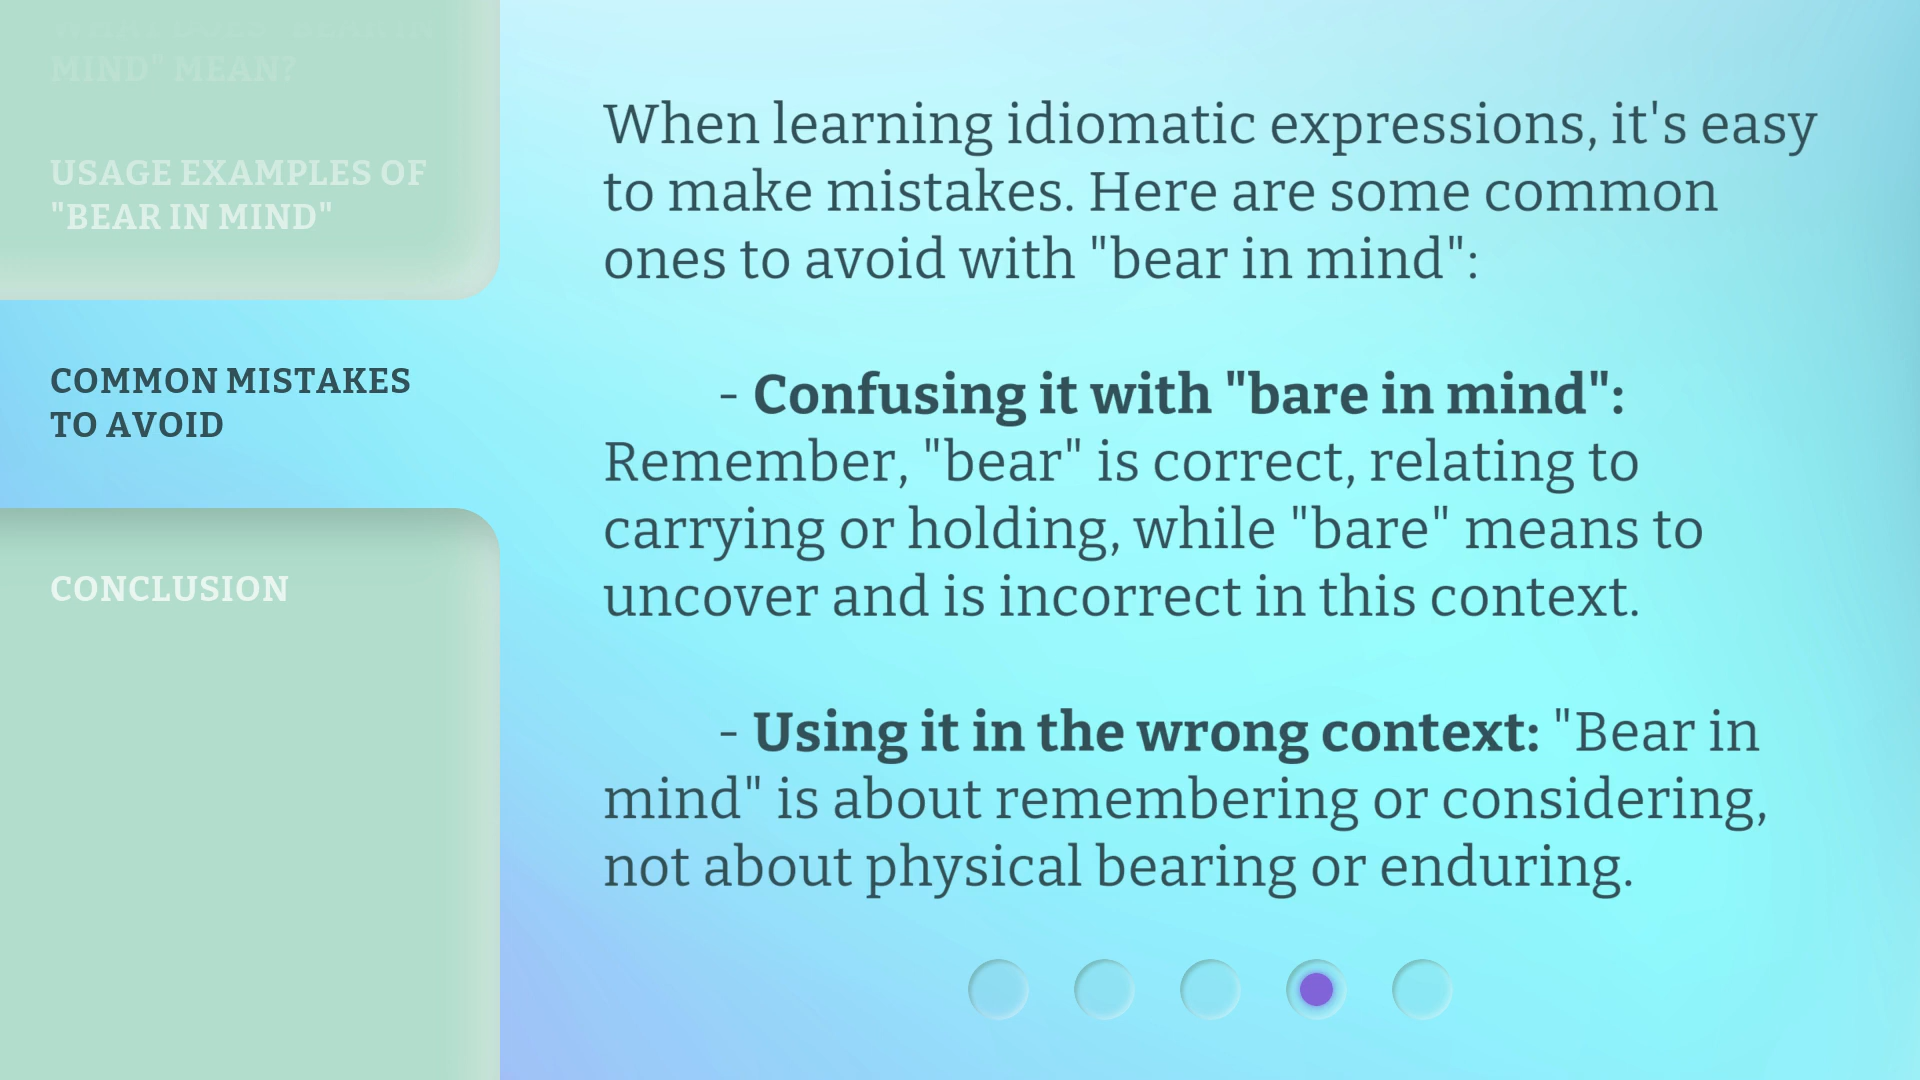 WHAT DOES "BEAR IN
MIND" MEAN?
USAGE EXAMPLES OF
"BEAR IN MIND"
COMMON MISTAKES
TO AVOID
CONCLUSION
When learning idiomatic expressions, it's easy
to make mistakes. Here are some common
ones to avoid with "bear in mind":
- Confusing it with "bare in mind":
Remember, "bear" is correct, relating to
carrying or holding, while "bare" means to
uncover and is incorrect in this context.
- Using it in the wrong context: "Bear in
mind" is about remembering or considering,
not about physical bearing or enduring.